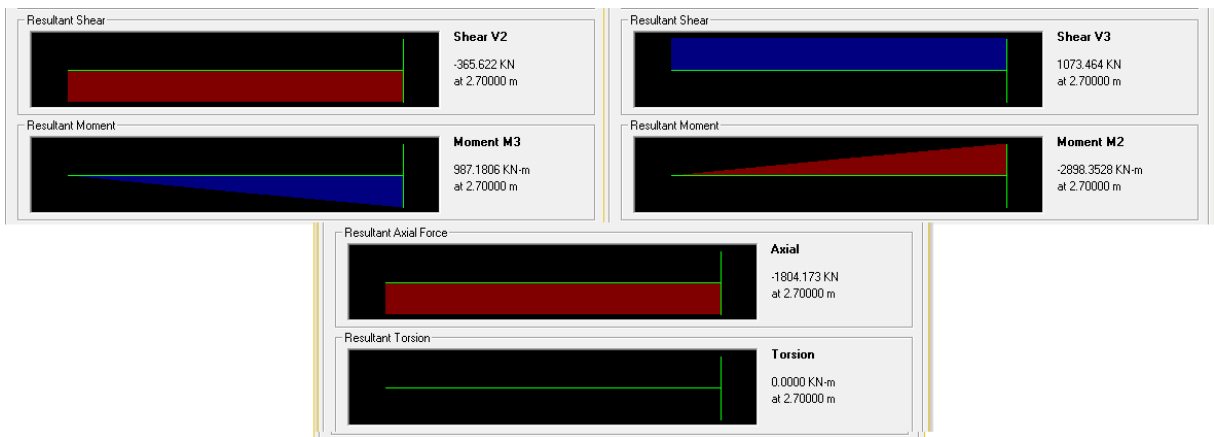 Resultant Shear
Shear V2
-365.622 KN
at 2.70000 m
Resultant Moment
Moment M3
987.1806 KN-m
at 2.70000 m
Resultant Shear
Shear V3
1073.464 KN
at 2.70000 m
Resultant Moment
Moment M2
-2898.3528 KN-m
at 2.70000 m
Resultant Axial Force
Axial
-1804.173 KN
at 2.70000 m
Resultant Torsion
Torsion
0.0000 KN-m
at 2.70000 m